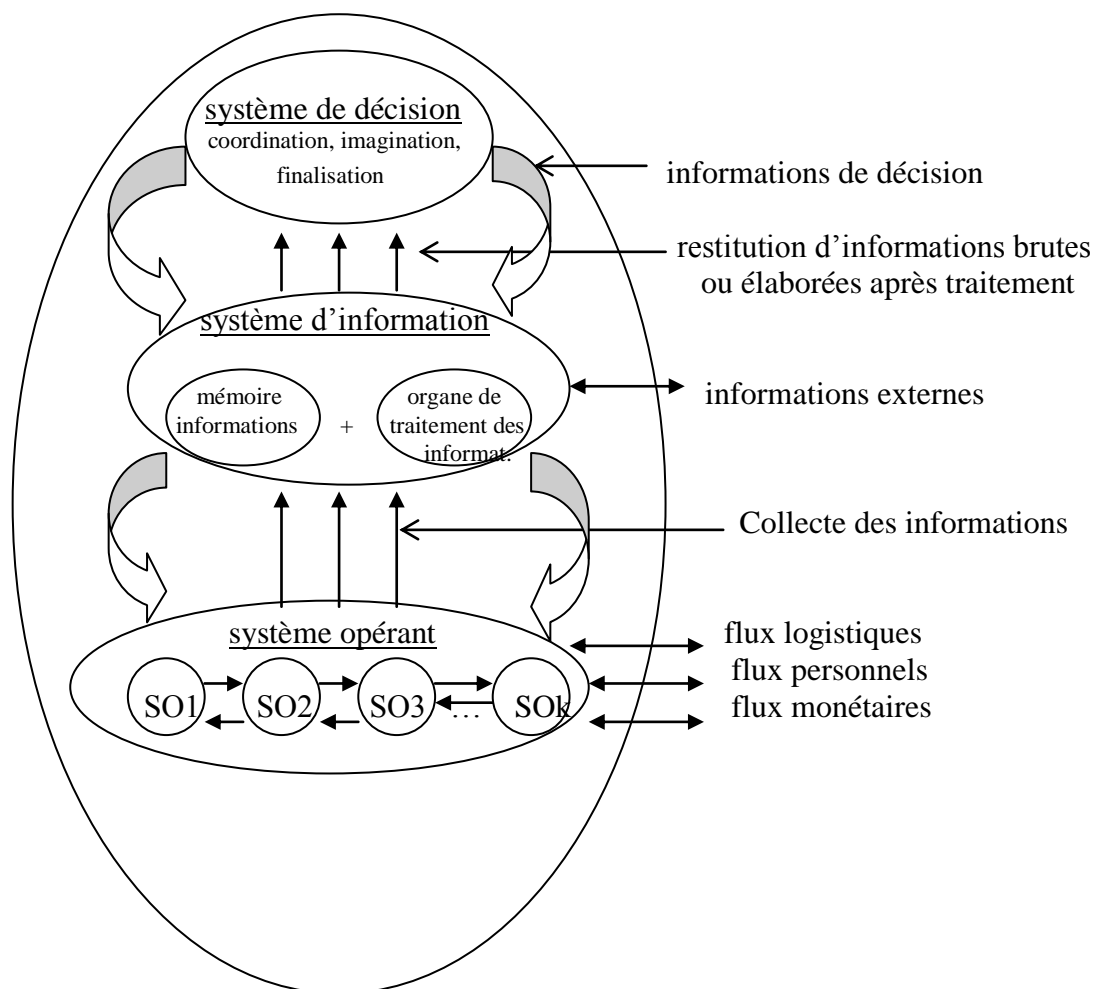 système de décision
coordination, imagination,
finalisation
informations de décision
restitution d’informations brutes
ou élaborées après traitement
système d’information
mémoire
informations
+
organe de
traitement des
informat.
informations externes
Collecte des informations
système opérant
SO1
SO2
SO3
…
SOk
flux logistiques
flux personnels
flux monétaires